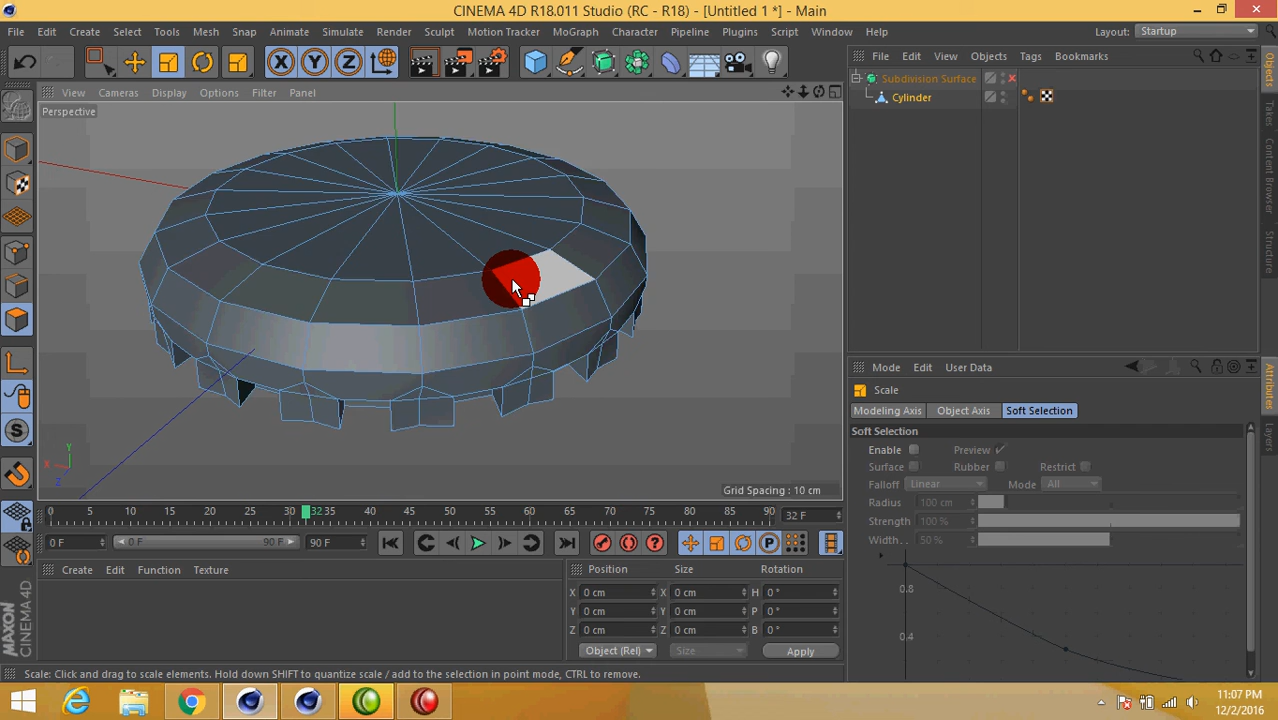 CINEMA 4D R18.011 Studio (RC - R18) - [Untitled 1 *] - Main
File Edit Create Select Tools Mesh Snap Animate Simulate Render Sculpt Motion Tracker MoGraph Character Pipeline Plugins Script Window Help Layout: Startup
X Y Z
File Edit View Objects Tags Bookmarks
Subdivision Surface
Cylinder
View Cameras Display Options Filter Panel
Perspective
Grid Spacing : 10 cm
Objects
Takes
Content Browser
Structure
Mode Edit User Data
Scale
Modeling Axis Object Axis Soft Selection
Soft Selection
Enable Preview
Surface Rubber Restrict
Falloff Linear Mode All
Radius 100 cm
Strength 100 %
Width.. 50 %
0.8
0.4
Attributes
Layers
0 5 10 15 20 25 30 32 35 40 45 50 55 60 65 70 75 80 85 90 32 F
0 F 0 F 90 F 90 F
P
Create Edit Function Texture
Position Size Rotation
X 0 cm X 0 cm H 0 °
Y 0 cm Y 0 cm P 0 °
Z 0 cm Z 0 cm B 0 °
Object (Rel) Size Apply
MAXON
CINEMA 4D
Scale: Click and drag to scale elements. Hold down SHIFT to quantize scale / add to the selection in point mode, CTRL to remove.
11:07 PM
12/2/2016